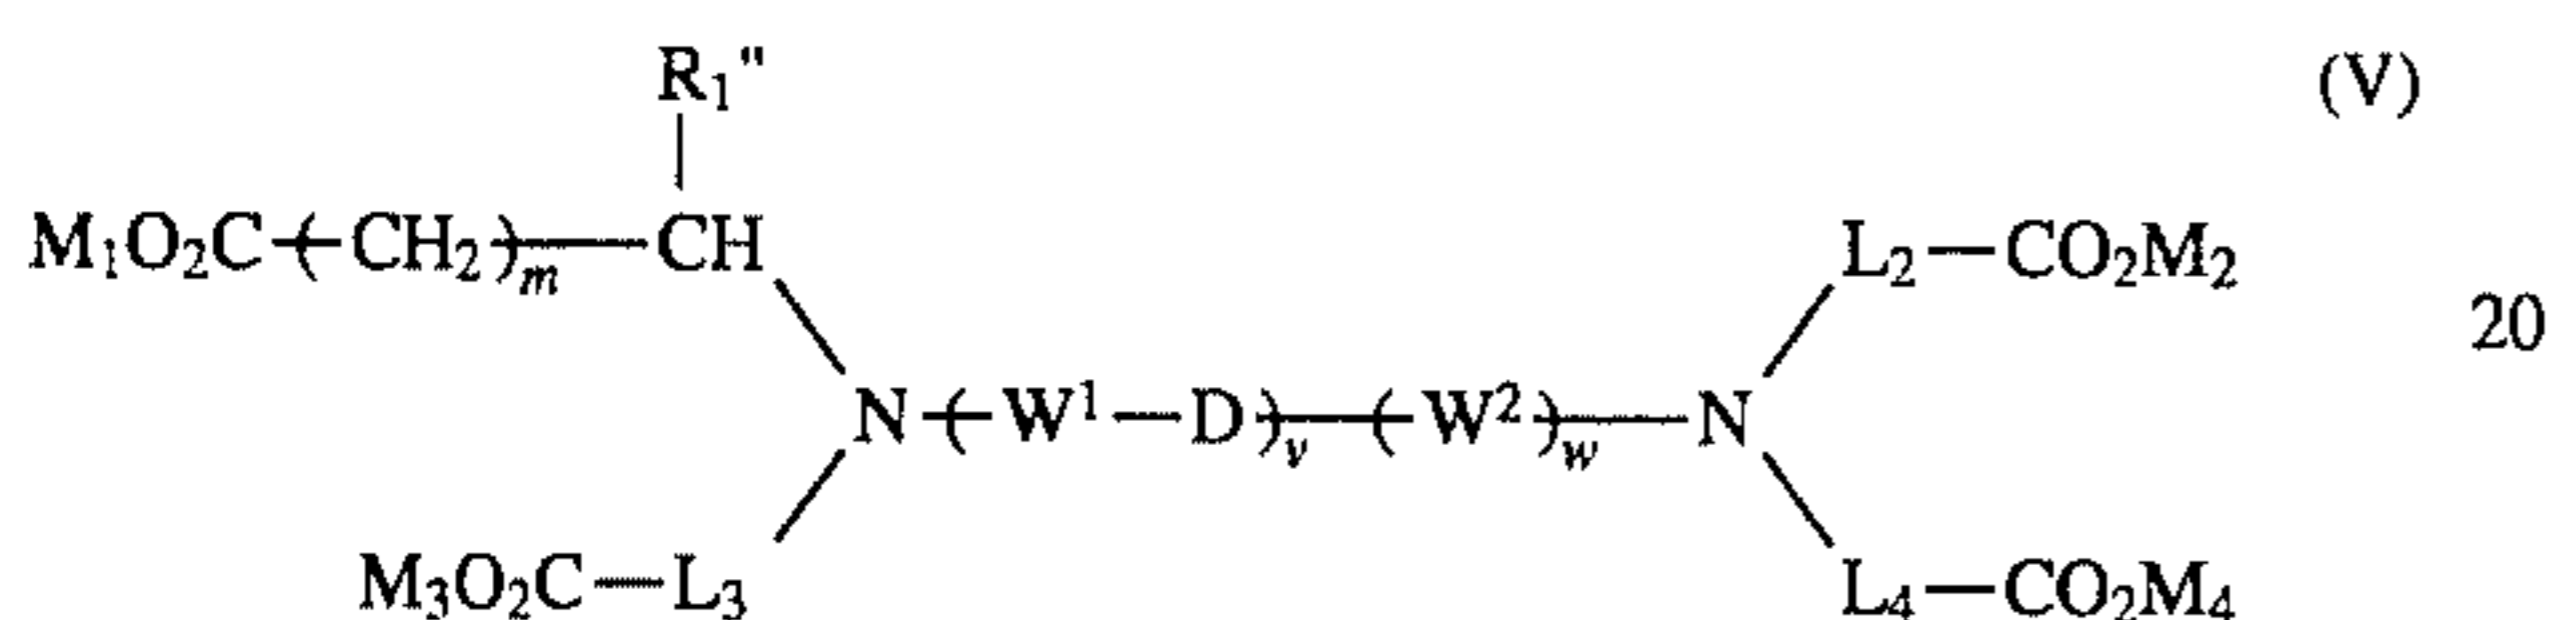 R₁" (V)
M₁O₂C-(-CH₂-)ₘ-CH L₂-CO₂M₂
20
N-(-W¹-D-)ᵥ-(-W²-)w-N
M₃O₂C-L₃ L₄-CO₂M₄